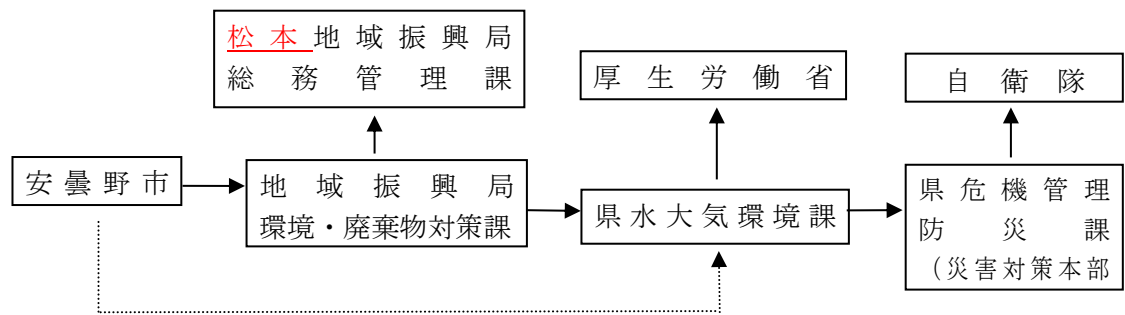 松本地域振興局
総務管理課
厚生労働省
自衛隊
安曇野市
地域振興局
環境・廃棄物対策課
県水大気環境課
県危機管理
防災課
（災害対策本部